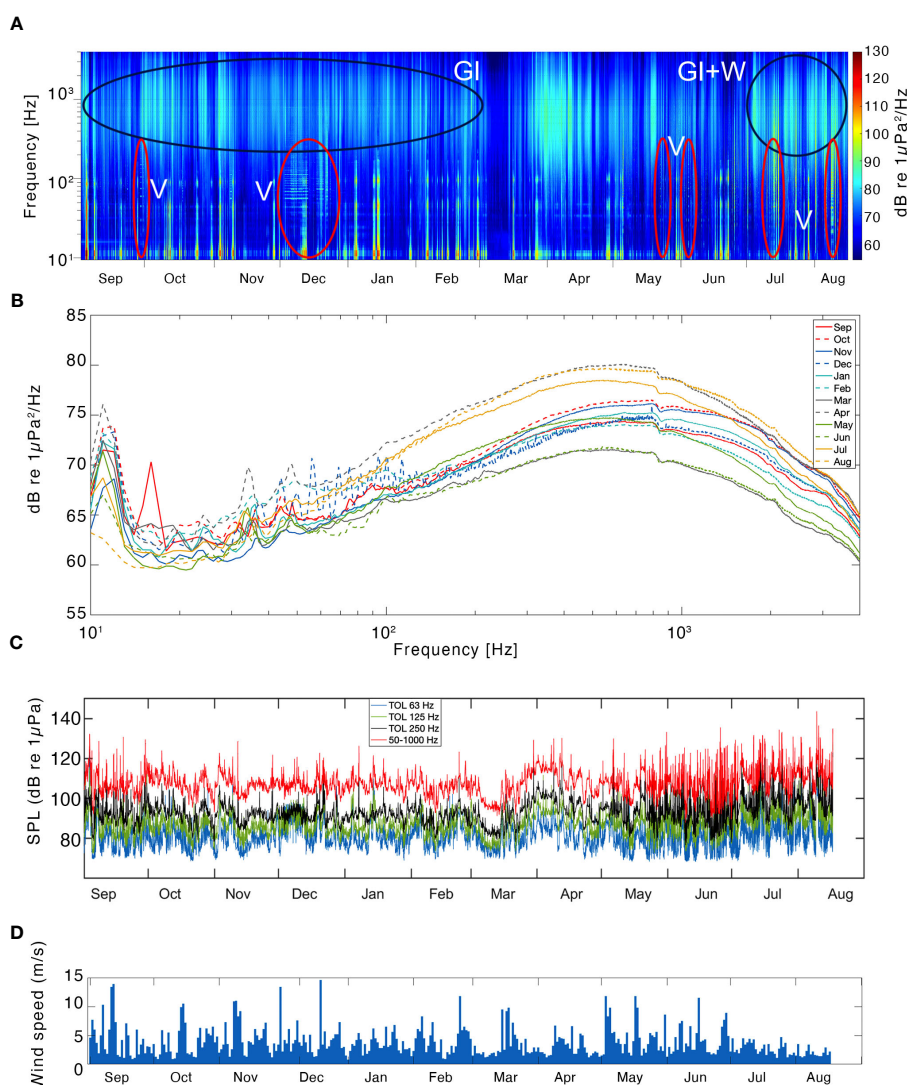 A
GI
GI+W
V
V
V
V
Frequency [Hz]
10³
10²
10¹
130
120
110
100
90
80
70
60
dB re 1µPa²/Hz
Sep Oct Nov Dec Jan Feb Mar Apr May Jun Jul Aug
B
85
80
75
70
65
60
55
dB re 1µPa²/Hz
10¹ 10² 10³
Frequency [Hz]
Sep
Oct
Nov
Dec
Jan
Feb
Mar
Apr
May
Jun
Jul
Aug
C
SPL (dB re 1µPa)
140
120
100
80
TOL 63 Hz
TOL 125 Hz
TOL 250 Hz
50-1000 Hz
Sep Oct Nov Dec Jan Feb Mar Apr May Jun Jul Aug
D
Wind speed (m/s)
15
10
5
0
Sep Oct Nov Dec Jan Feb Mar Apr May Jun Jul Aug